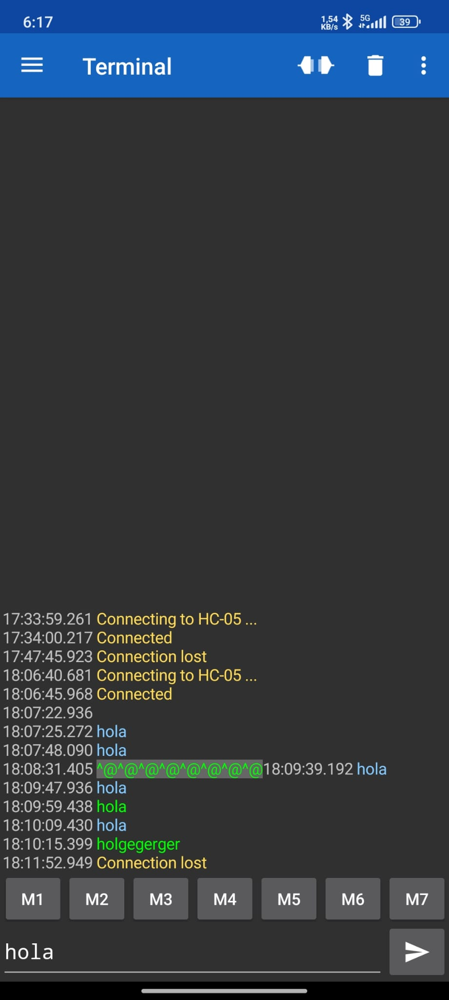 6:17
1,54 KB/s 5G 39
Terminal
17:33:59.261 Connecting to HC-05 ...
17:34:00.217 Connected
17:47:45.923 Connection lost
18:06:40.681 Connecting to HC-05 ...
18:06:45.968 Connected
18:07:22.936
18:07:25.272 hola
18:07:48.090 hola
18:08:31.405 ^@^@^@^@^@^@^@^@18:09:39.192 hola
18:09:47.936 hola
18:09:59.438 hola
18:10:09.430 hola
18:10:15.399 holgegerger
18:11:52.949 Connection lost
M1 M2 M3 M4 M5 M6 M7
hola